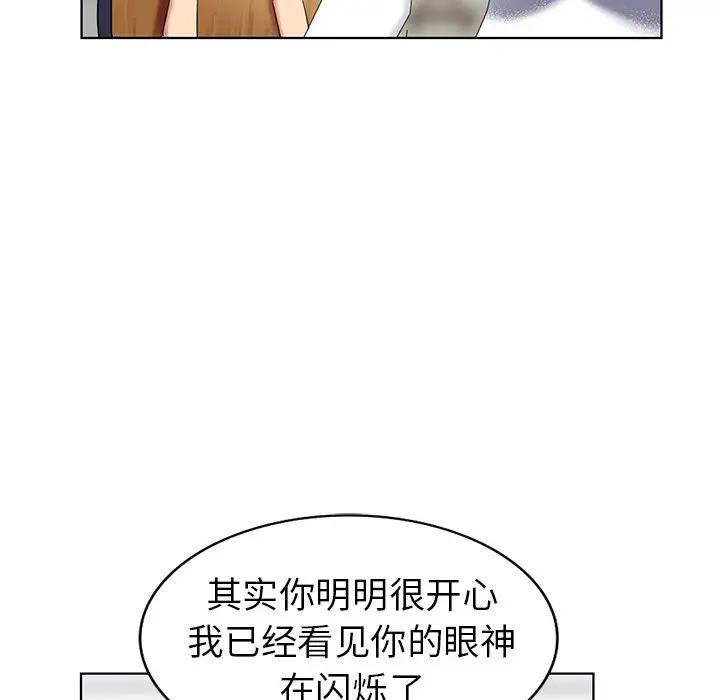 其实你明明很开心
我已经看见你的眼神
在闪烁了